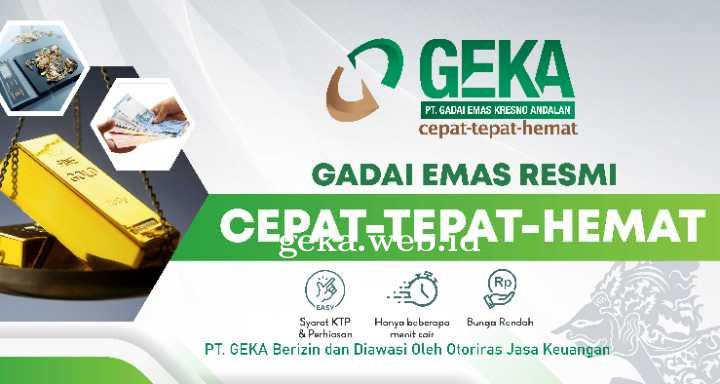 GEKA
PT. GADAI EMAS KRESNO ANDALAN
cepat-tepat-hemat
GADAI EMAS RESMI
CEPAT-TEPAT-HEMAT
geka.web.id
EASY
Rp
Syarat KTP
& Perhiasan
Hanya beberapa
menit cair
Bunga Rendah
PT. GEKA Berizin dan Diawasi Oleh Otoriras Jasa Keuangan